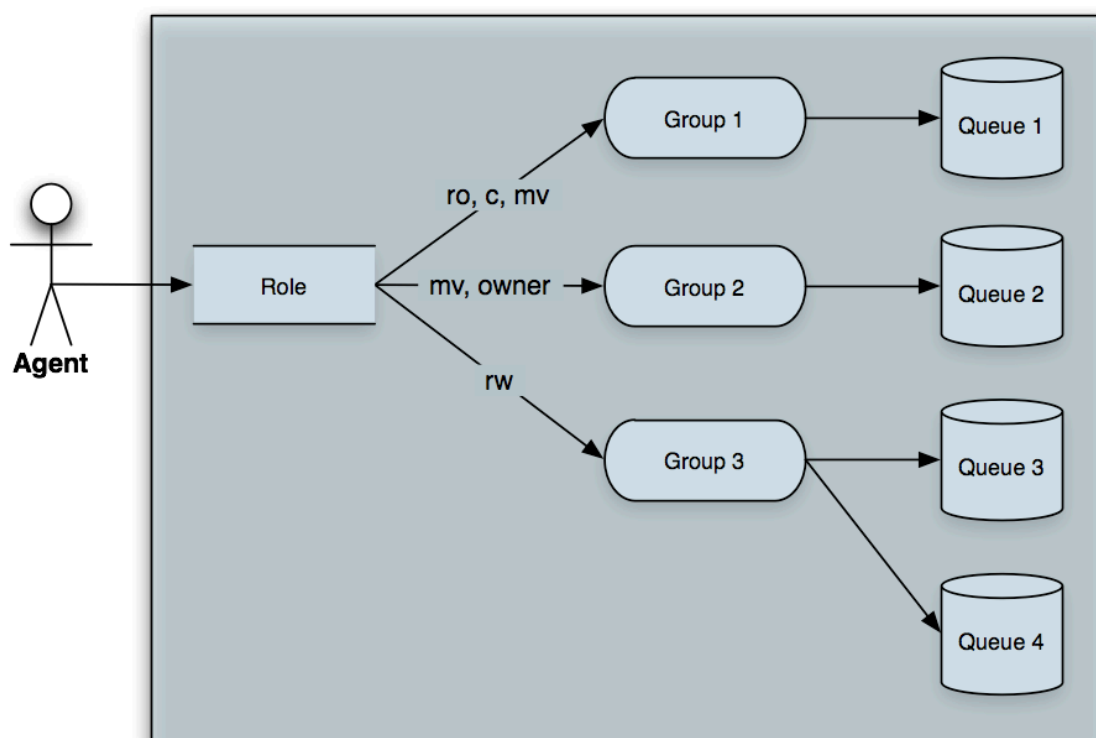 Group 1
Queue 1
ro, c, mv
Agent
Role
mv, owner
Group 2
Queue 2
rw
Group 3
Queue 3
Queue 4